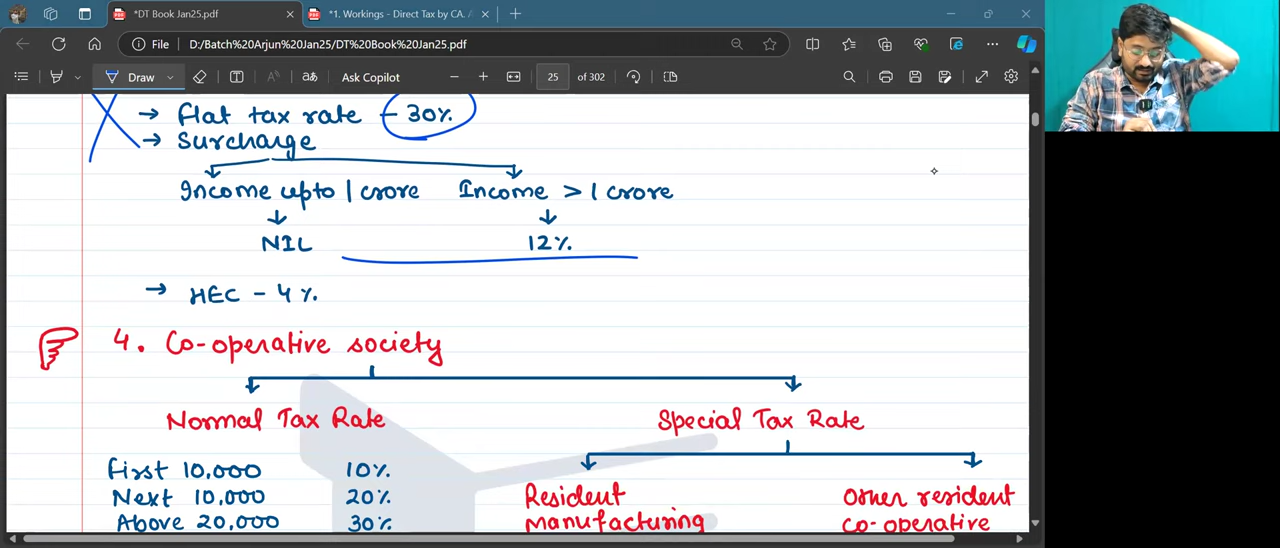 DT Book Jan25.pdf
*1. Workings - Direct Tax by CA. A
File
D:/Batch%20Arjun%20Jan25/DT%20Book%20Jan25.pdf
Draw
Ask Copilot
25
of 302
→ Flat tax rate - 30%
→ Surcharge
Income upto 1 crore Income > 1 crore
NIL 12%
→ HEC - 4%
4. Co-operative society
Normal Tax Rate Special Tax Rate
First 10,000 10%
Next 10,000 20%
Above 20,000 30%
Resident
manufacturing
Other resident
co-operative